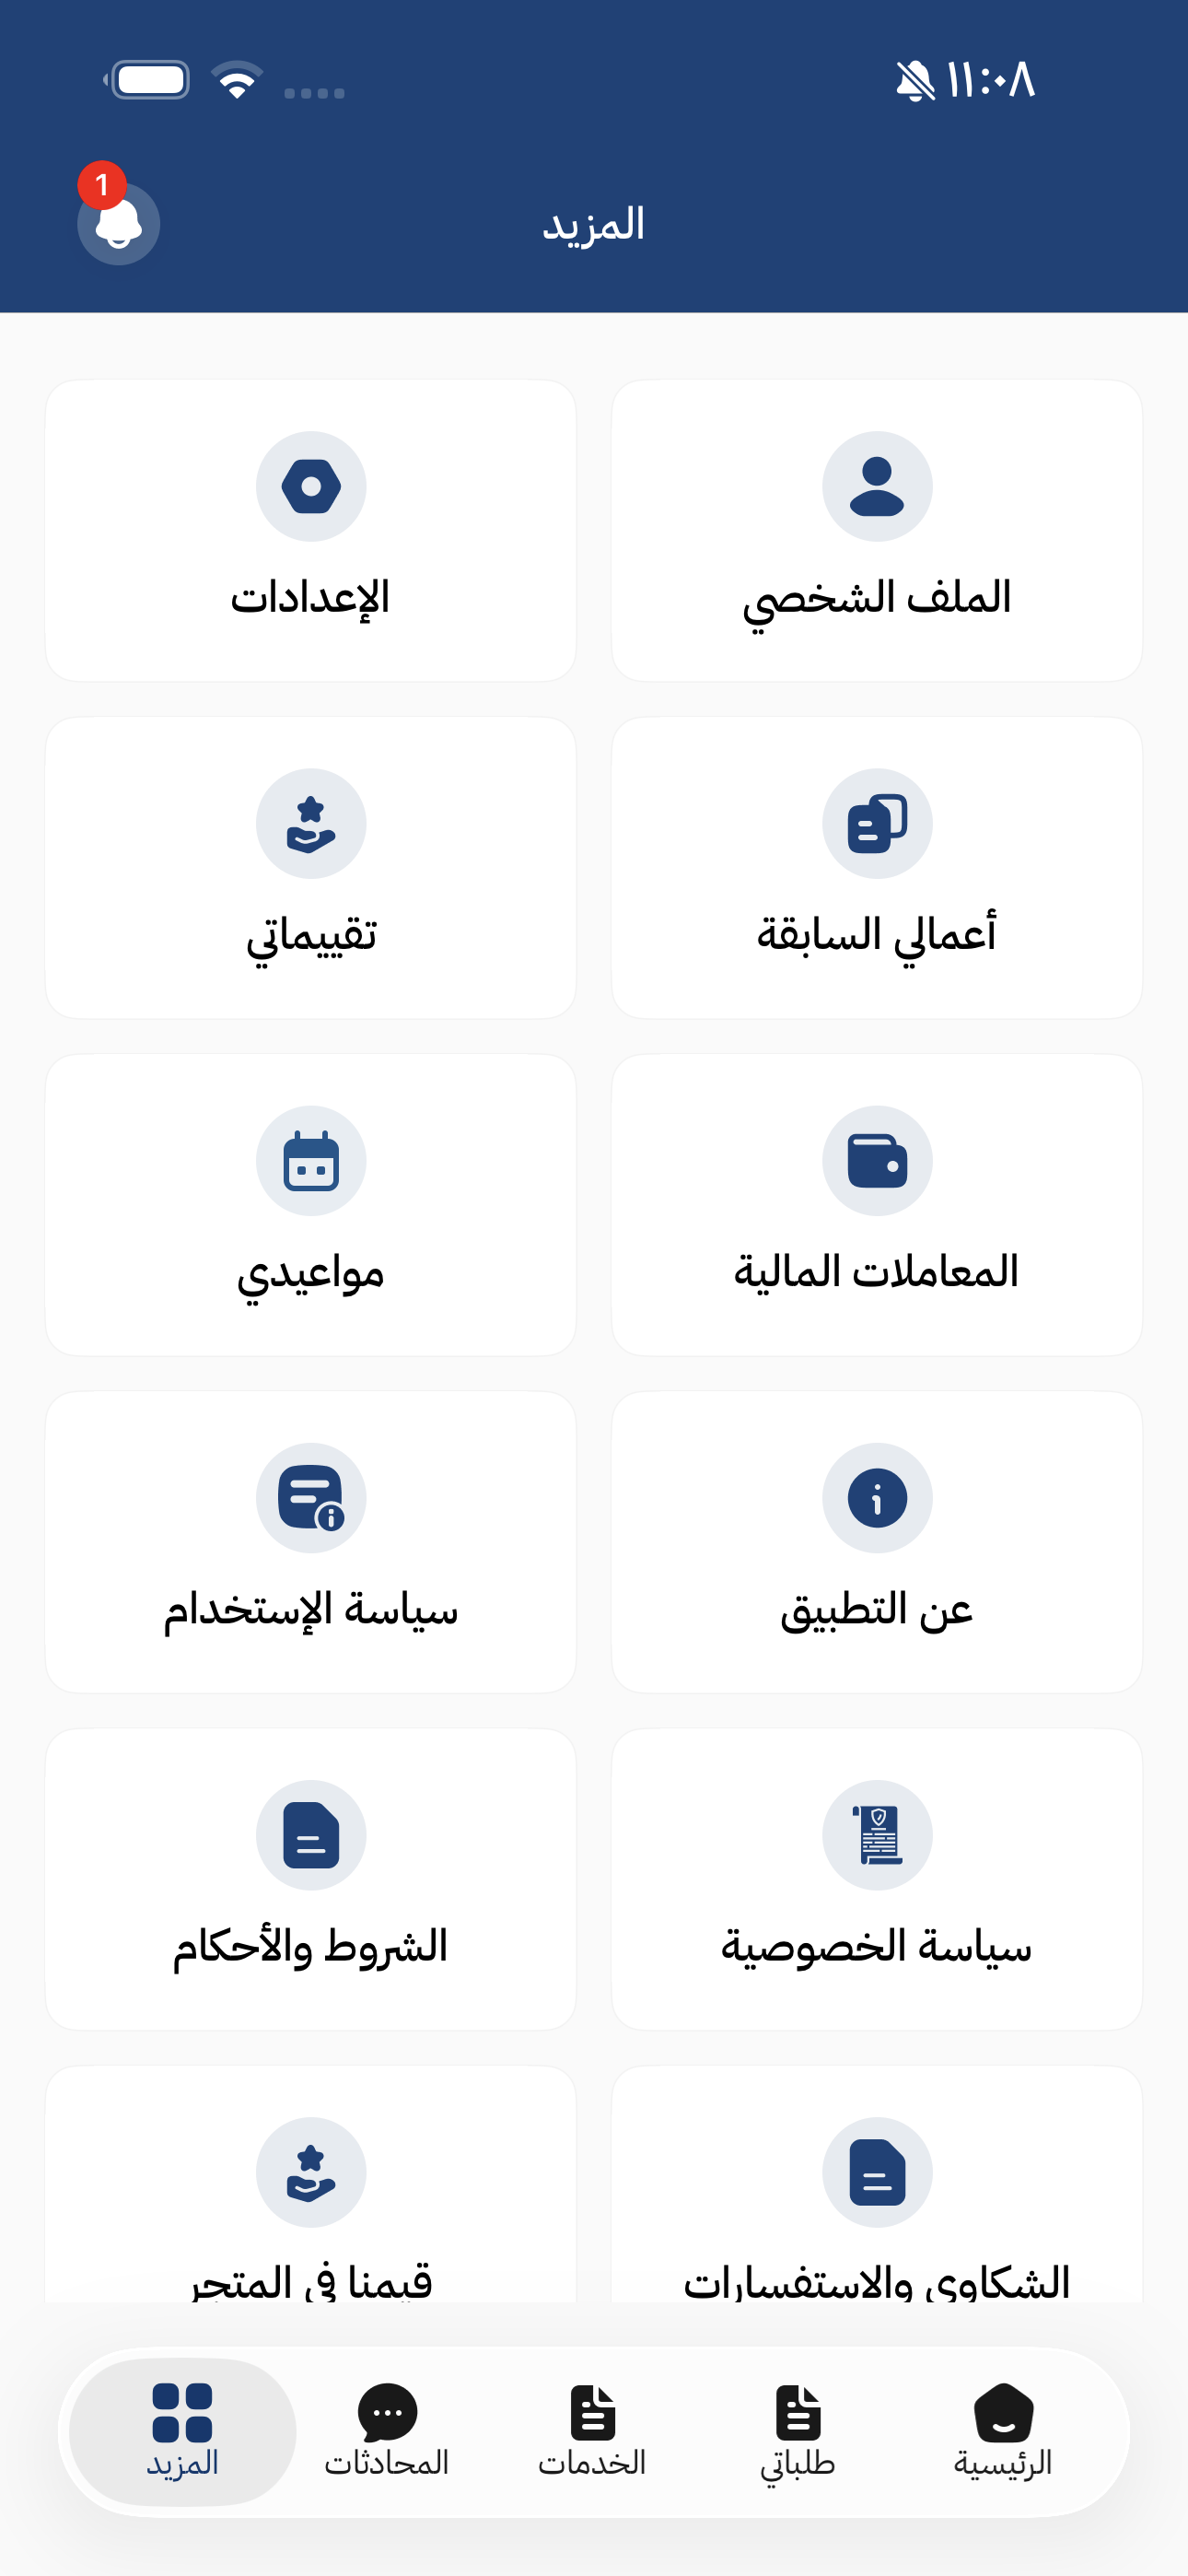 ١١:٠٨
المزيد
1
الملف الشخصي
الإعدادات
أعمالي السابقة
تقييماتي
المعاملات المالية
مواعيدي
عن التطبيق
سياسة الإستخدام
سياسة الخصوصية
الشروط والأحكام
الشكاوى والاستفسارات
قيمنا في المتجر
الرئيسية
طلباتي
الخدمات
المحادثات
المزيد